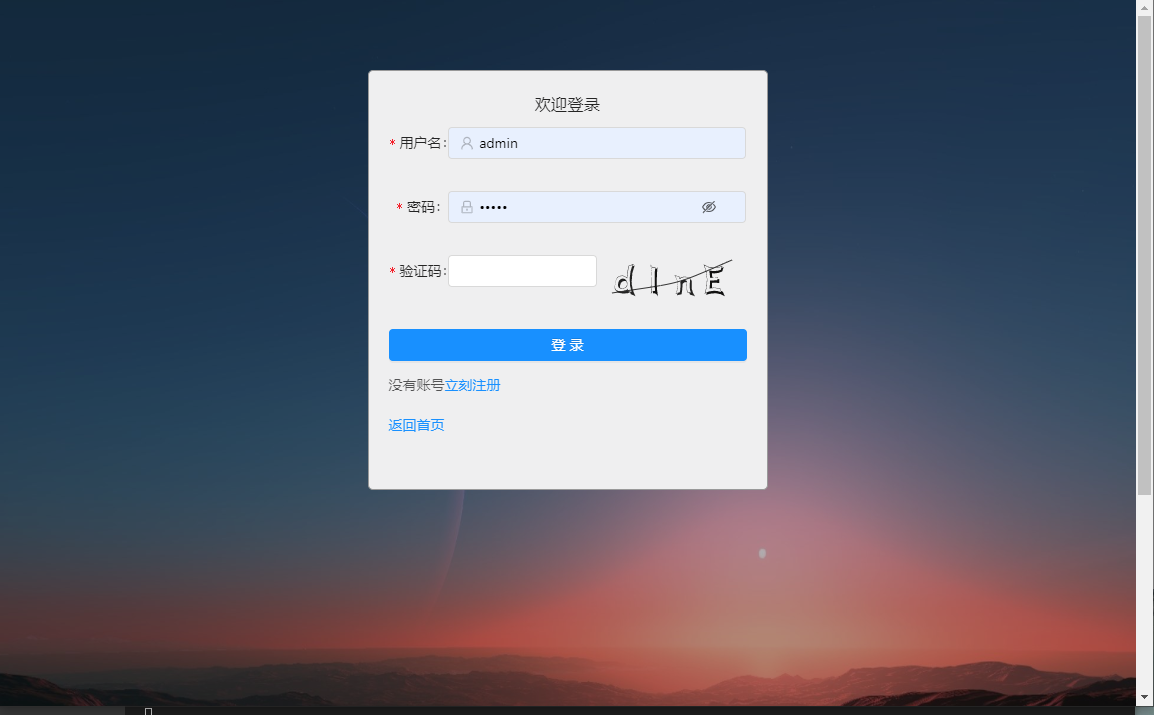 欢迎登录
* 用户名: admin
* 密码: •••••
* 验证码:
登 录
没有账号立刻注册
返回首页